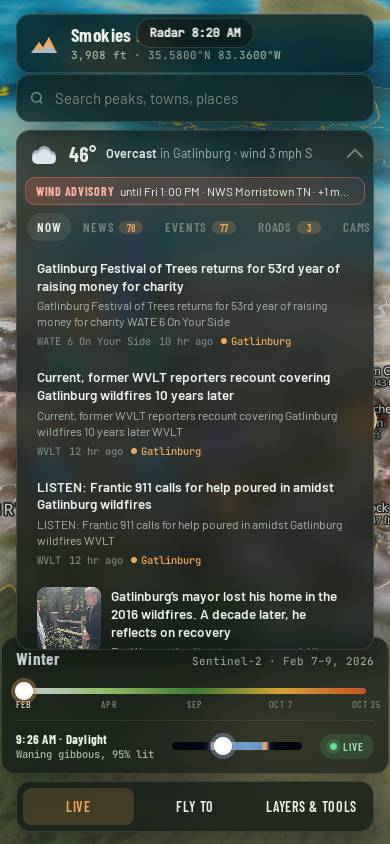 Smokies
Radar 8:20 AM
3,908 ft · 35.5800°N 83.3600°W
Search peaks, towns, places
46° Overcast in Gatlinburg · wind 3 mph S
WIND ADVISORY until Fri 1:00 PM · NWS Morristown TN · +1 m...
NOW NEWS 78 EVENTS 77 ROADS 3 CAMS
Gatlinburg Festival of Trees returns for 53rd year of
raising money for charity
Gatlinburg Festival of Trees returns for 53rd year of raising
money for charity WATE 6 On Your Side
WATE 6 On Your Side 10 hr ago Gatlinburg
Current, former WVLT reporters recount covering
Gatlinburg wildfires 10 years later
Current, former WVLT reporters recount covering Gatlinburg
wildfires 10 years later WVLT
WVLT 12 hr ago Gatlinburg
LISTEN: Frantic 911 calls for help poured in amidst
Gatlinburg wildfires
LISTEN: Frantic 911 calls for help poured in amidst Gatlinburg
wildfires WVLT
WVLT 12 hr ago Gatlinburg
Gatlinburg's mayor lost his home in the
2016 wildfires. A decade later, he
reflects on recovery
Winter Sentinel-2 · Feb 7–9, 2026
FEB APR SEP OCT 7 OCT 25
9:26 AM · Daylight
Waning gibbous, 95% lit
LIVE
LIVE FLY TO LAYERS & TOOLS